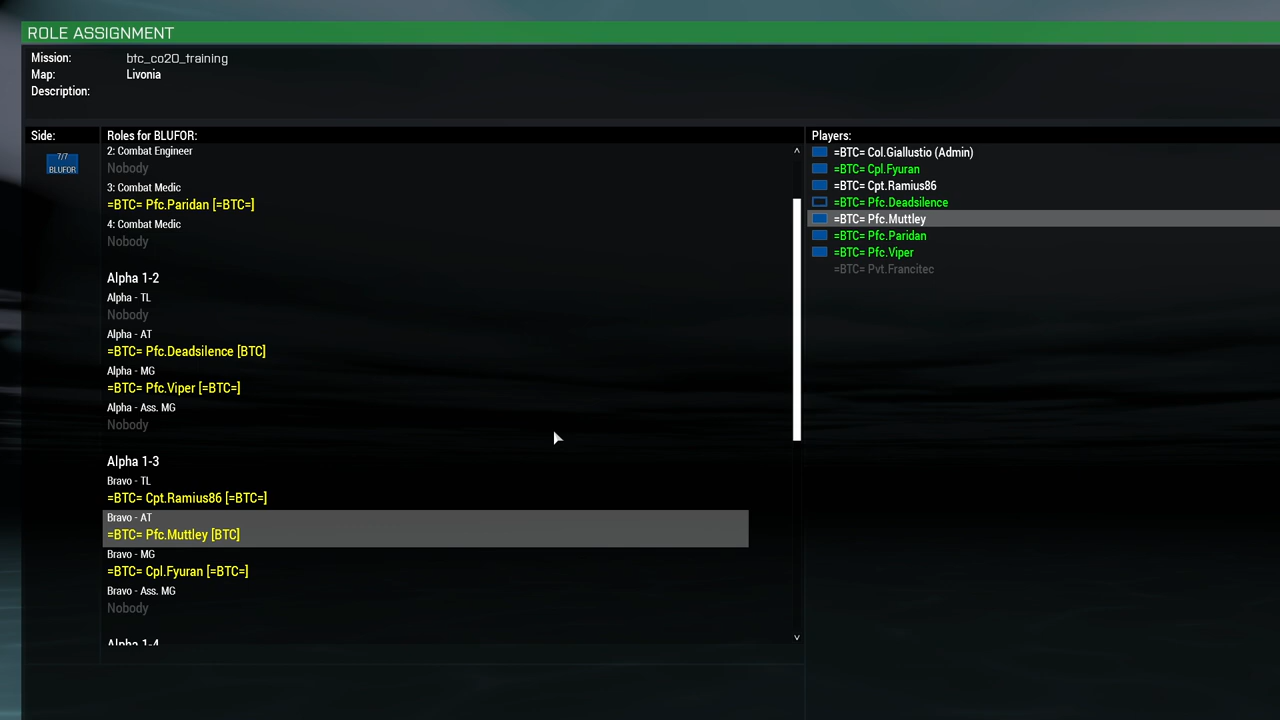 ROLE ASSIGNMENT
Mission: btc_co20_training
Map: Livonia
Description:
Side:
7/7
BLUFOR
Roles for BLUFOR:
2: Combat Engineer
Nobody
3: Combat Medic
=BTC= Pfc.Paridan [=BTC=]
4: Combat Medic
Nobody
Alpha 1-2
Alpha - TL
Nobody
Alpha - AT
=BTC= Pfc.Deadsilence [BTC]
Alpha - MG
=BTC= Pfc.Viper [=BTC=]
Alpha - Ass. MG
Nobody
Alpha 1-3
Bravo - TL
=BTC= Cpt.Ramius86 [=BTC=]
Bravo - AT
=BTC= Pfc.Muttley [BTC]
Bravo - MG
=BTC= Cpl.Fyuran [=BTC=]
Bravo - Ass. MG
Nobody
Alpha 1-4
Players:
=BTC= Col.Giallustio (Admin)
=BTC= Cpl.Fyuran
=BTC= Cpt.Ramius86
=BTC= Pfc.Deadsilence
=BTC= Pfc.Muttley
=BTC= Pfc.Paridan
=BTC= Pfc.Viper
=BTC= Pvt.Francitec